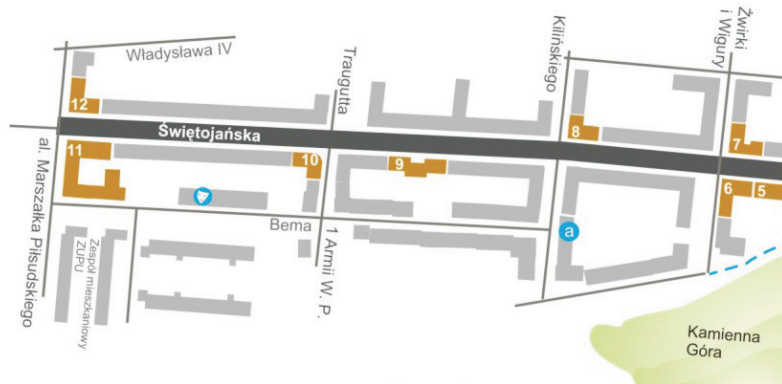 Władysława IV
Traugutta
Kilińskiego
Żwirki
i Wigury
12
Świętojańska
8
7
11
10
9
6
5
al. Marszałka Piłsudskiego
Bema
1 Armii W. P.
a
Zespół mieszkaniowy
ZUPU
Kamienna
Góra